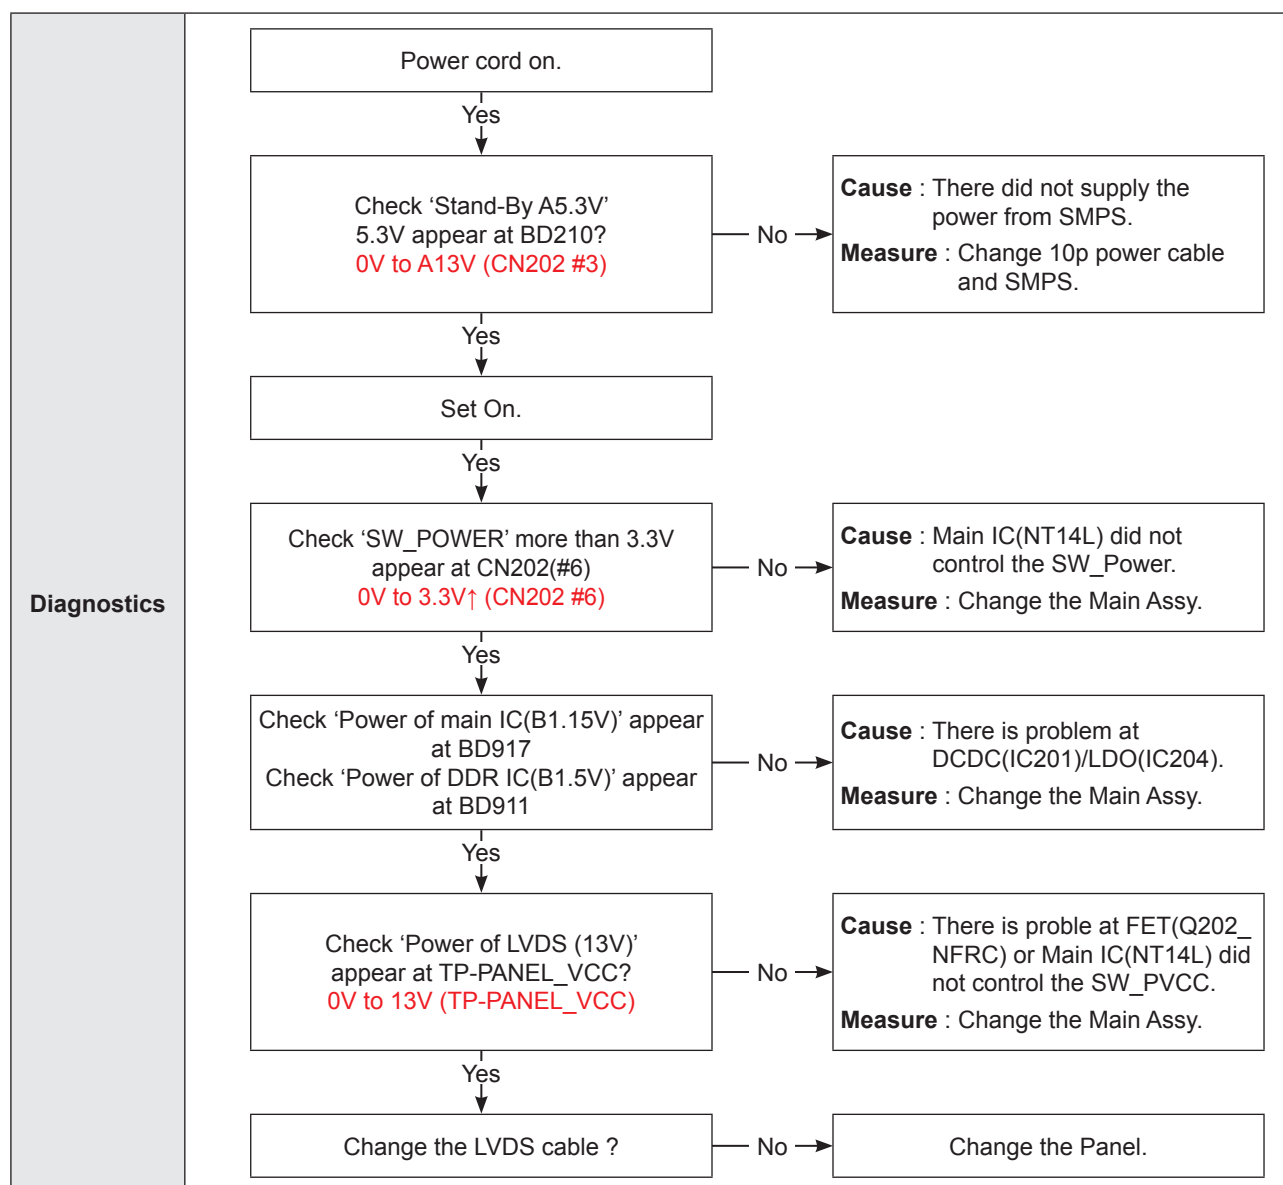 Diagnostics
Power cord on.
Yes
Check ‘Stand-By A5.3V’
5.3V appear at BD210?
0V to A13V (CN202 #3)
No
Cause : There did not supply the
power from SMPS.
Measure : Change 10p power cable
and SMPS.
Yes
Set On.
Yes
Check ‘SW_POWER’ more than 3.3V
appear at CN202(#6)
0V to 3.3V↑ (CN202 #6)
No
Cause : Main IC(NT14L) did not
control the SW_Power.
Measure : Change the Main Assy.
Yes
Check ‘Power of main IC(B1.15V)’ appear
at BD917
Check ‘Power of DDR IC(B1.5V)’ appear
at BD911
No
Cause : There is problem at
DCDC(IC201)/LDO(IC204).
Measure : Change the Main Assy.
Yes
Check ‘Power of LVDS (13V)’
appear at TP-PANEL_VCC?
0V to 13V (TP-PANEL_VCC)
No
Cause : There is proble at FET(Q202_
NFRC) or Main IC(NT14L) did
not control the SW_PVCC.
Measure : Change the Main Assy.
Yes
Change the LVDS cable ?
No
Change the Panel.